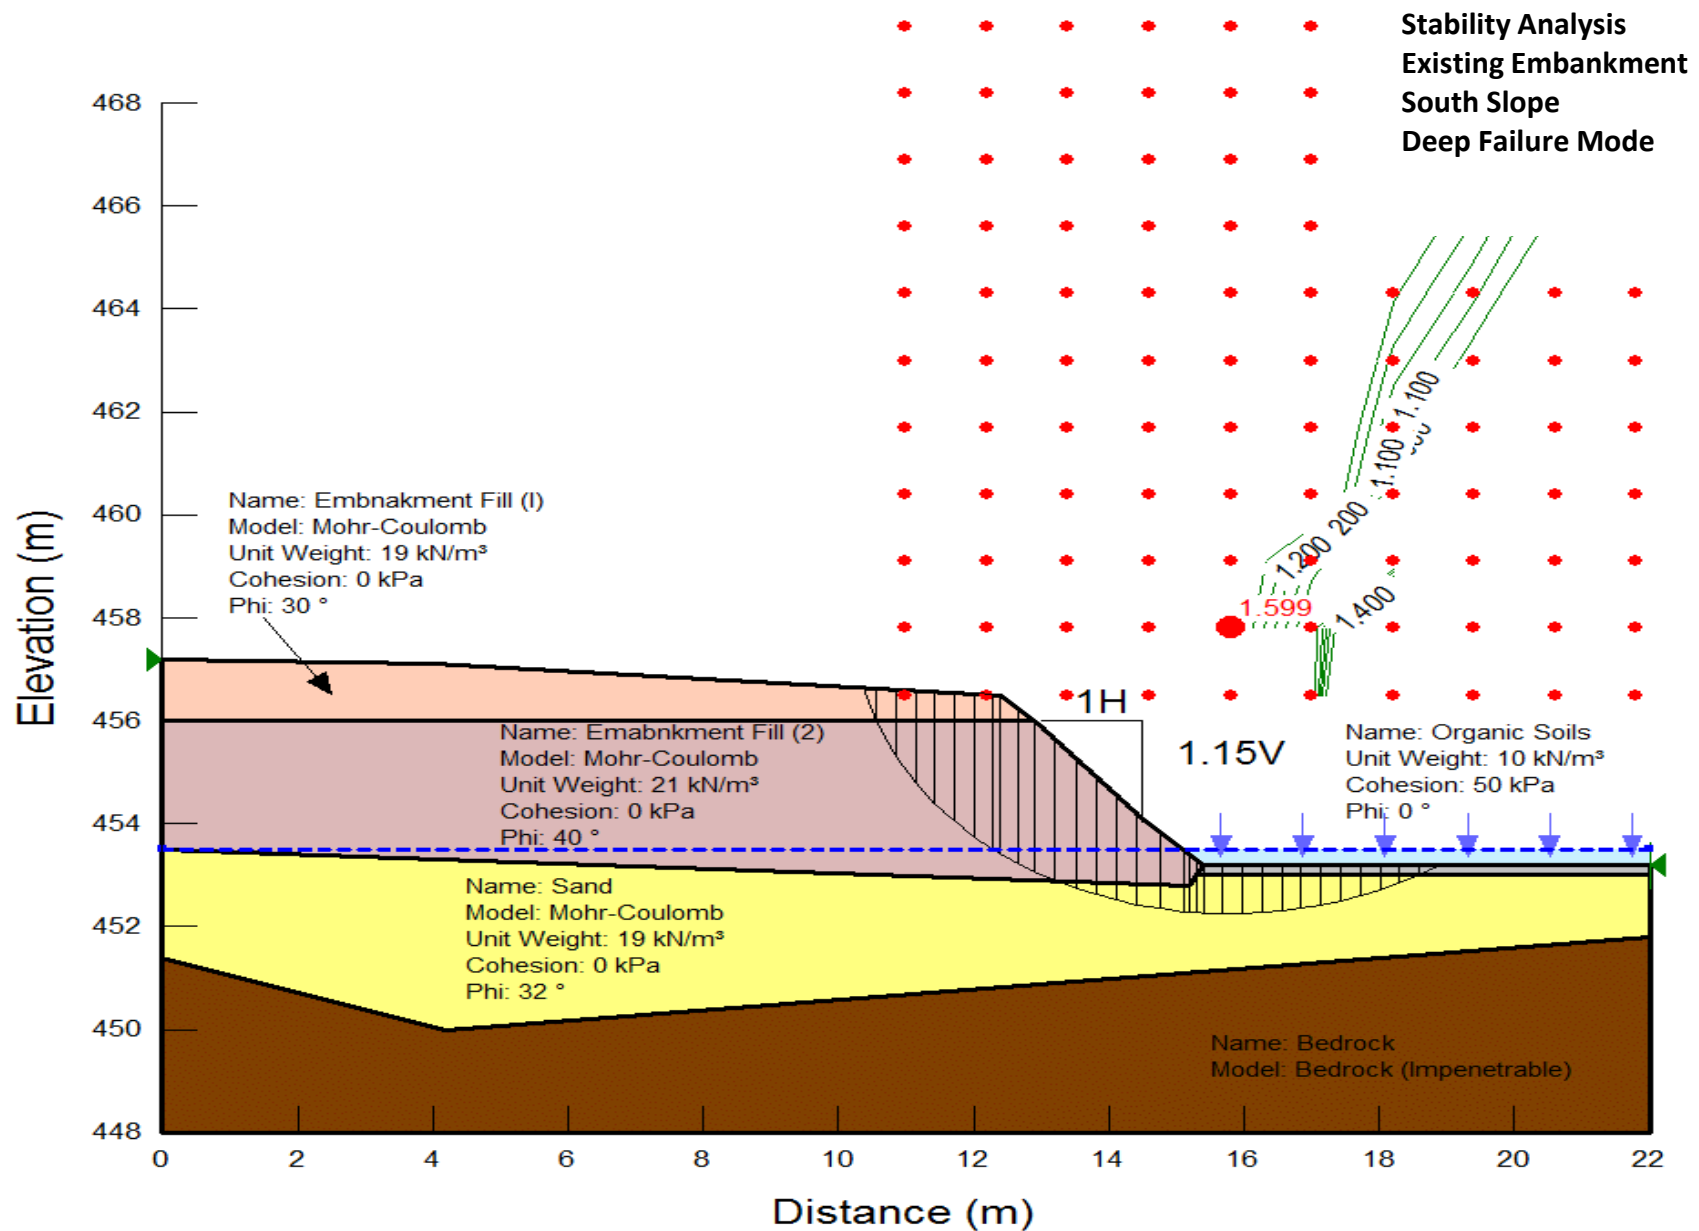 Stability Analysis
Existing Embankment
South Slope
Deep Failure Mode
468
466
464
462
460
458
456
454
452
450
448
Elevation (m)
1.100
1.100
200
1.200
1.400
1.599
Name: Embnakment Fill (I)
Model: Mohr-Coulomb
Unit Weight: 19 kN/m³
Cohesion: 0 kPa
Phi: 30 °
1H
1.15V
Name: Emabnkment Fill (2)
Model: Mohr-Coulomb
Unit Weight: 21 kN/m³
Cohesion: 0 kPa
Phi: 40 °
Name: Organic Soils
Unit Weight: 10 kN/m³
Cohesion: 50 kPa
Phi: 0 °
Name: Sand
Model: Mohr-Coulomb
Unit Weight: 19 kN/m³
Cohesion: 0 kPa
Phi: 32 °
Name: Bedrock
Model: Bedrock (Impenetrable)
0 2 4 6 8 10 12 14 16 18 20 22
Distance (m)